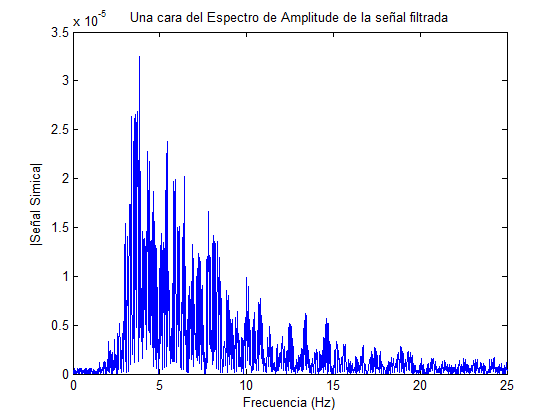 Una cara del Espectro de Amplitude de la señal filtrada
x 10⁻⁵
3.5
3
2.5
2
1.5
1
0.5
0
|Señal Simica|
0 5 10 15 20 25
Frecuencia (Hz)